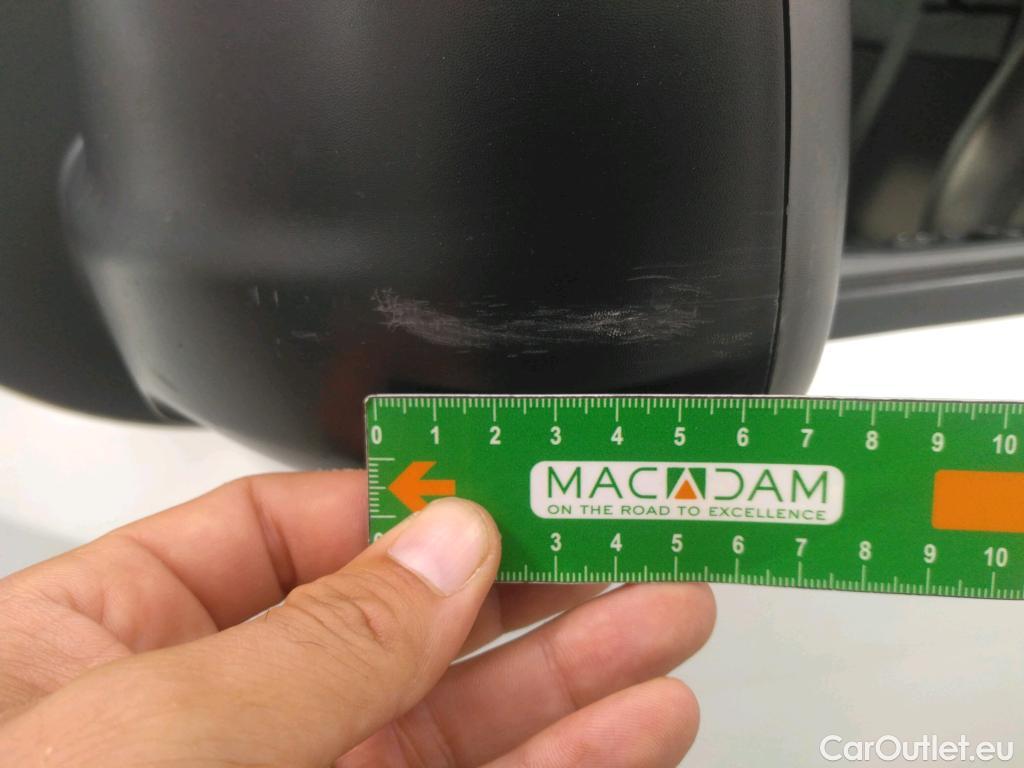 0 1 2 3 4 5 6 7 8 9 10
MACADAM
ON THE ROAD TO EXCELLENCE
3 4 5 6 7 8 9 10
CarOutlet.eu